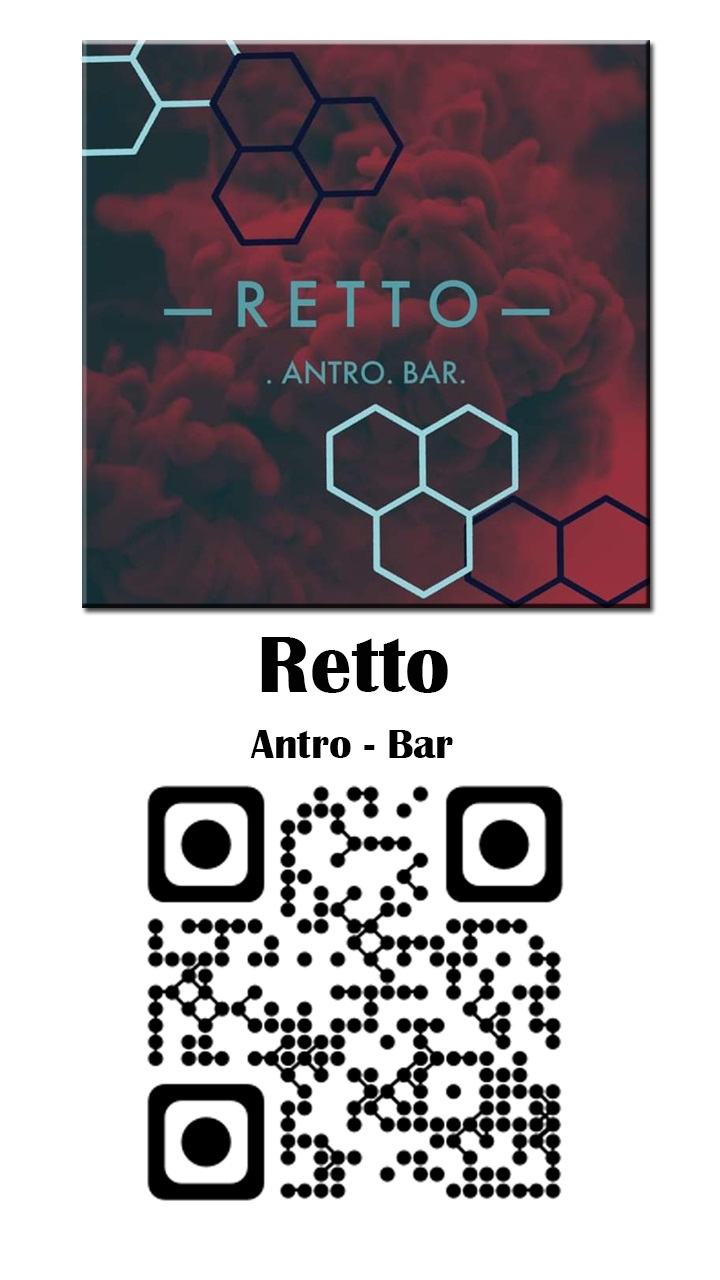 — RETTO —
. ANTRO. BAR.
Retto
Antro - Bar